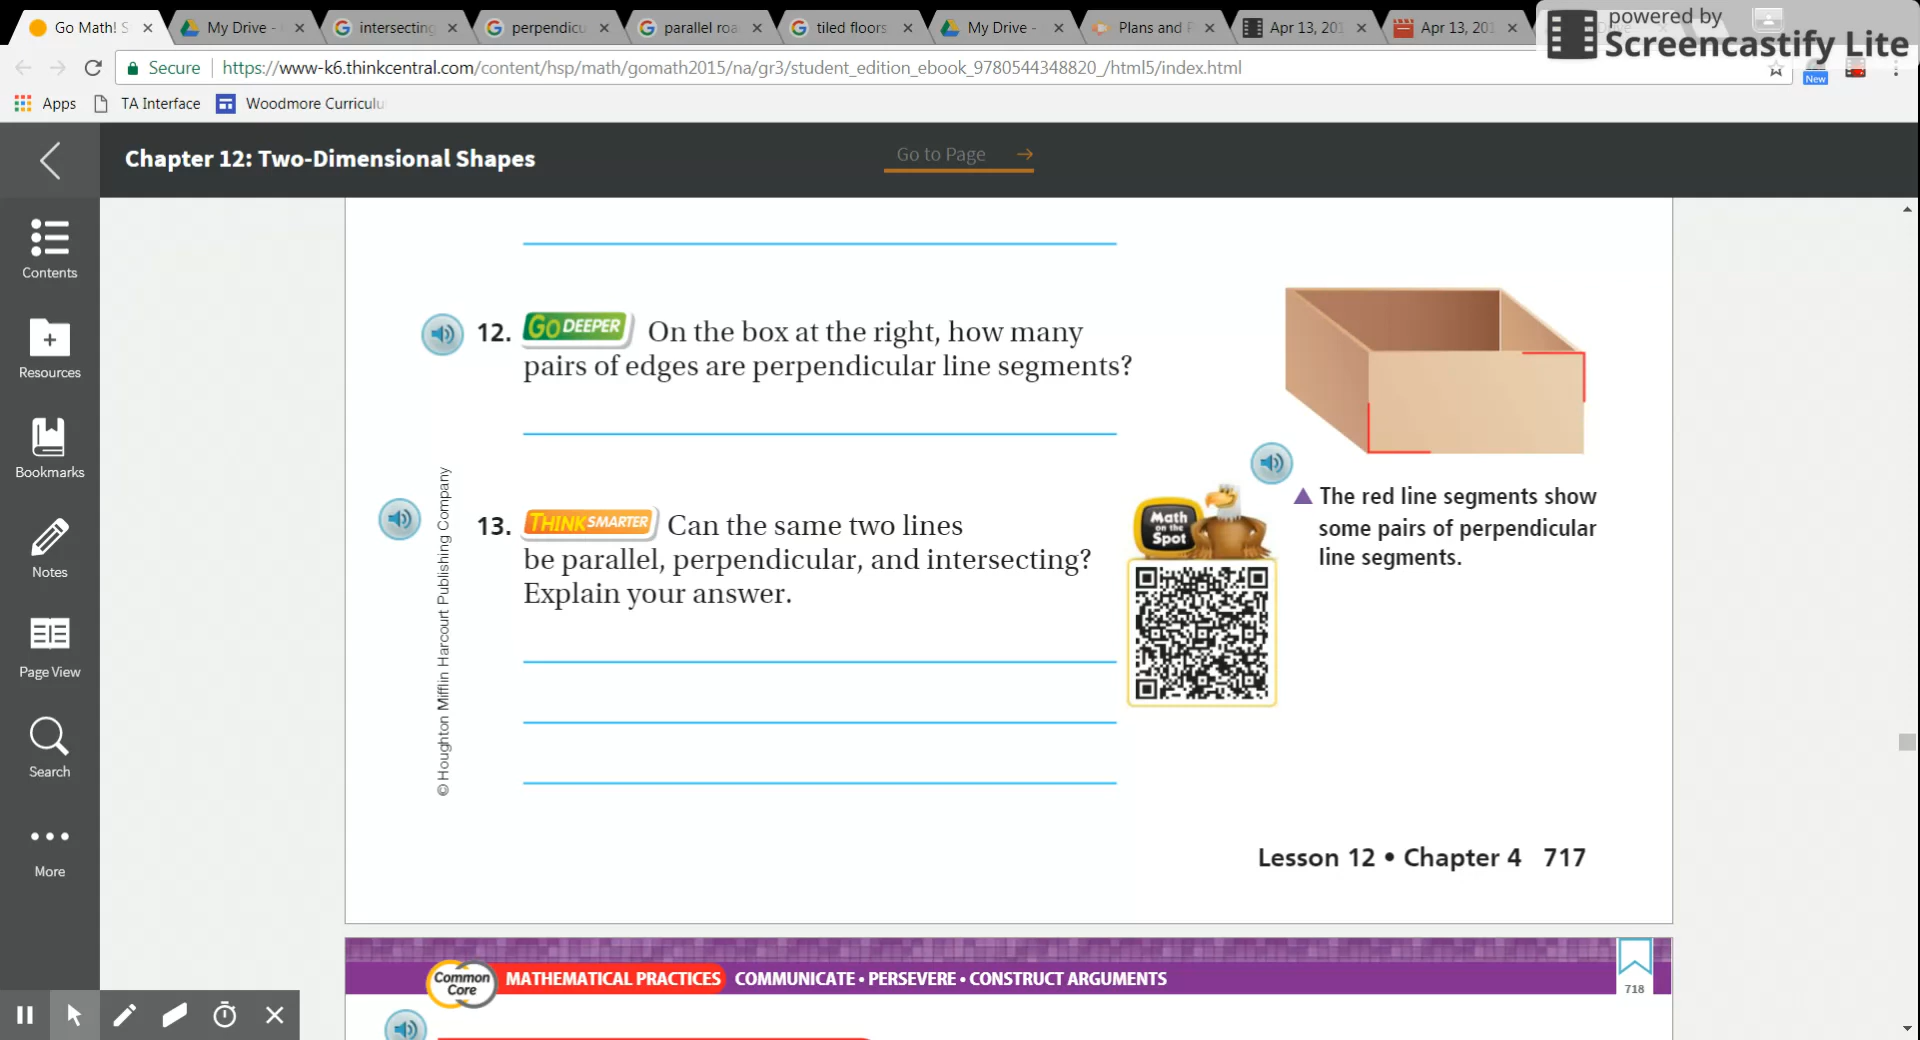 Go Math! S
My Drive -
intersecting
perpendicu
parallel roa
tiled floors
My Drive -
Plans and
Apr 13, 201
Apr 13, 201
powered by
Screencastify Lite
Secure
https://www-k6.thinkcentral.com/content/hsp/math/gomath2015/na/gr3/student_edition_ebook_9780544348820_/html5/index.html
New
Apps
TA Interface
Woodmore Curriculu
Chapter 12: Two-Dimensional Shapes
Go to Page
Contents
Resources
Bookmarks
Notes
Page View
Search
More
12. GO DEEPER On the box at the right, how many
pairs of edges are perpendicular line segments?
The red line segments show
some pairs of perpendicular
line segments.
13. THINK SMARTER Can the same two lines
be parallel, perpendicular, and intersecting?
Explain your answer.
Math
on the
Spot
© Houghton Mifflin Harcourt Publishing Company
Lesson 12 • Chapter 4 717
Common
Core
MATHEMATICAL PRACTICES COMMUNICATE • PERSEVERE • CONSTRUCT ARGUMENTS
718